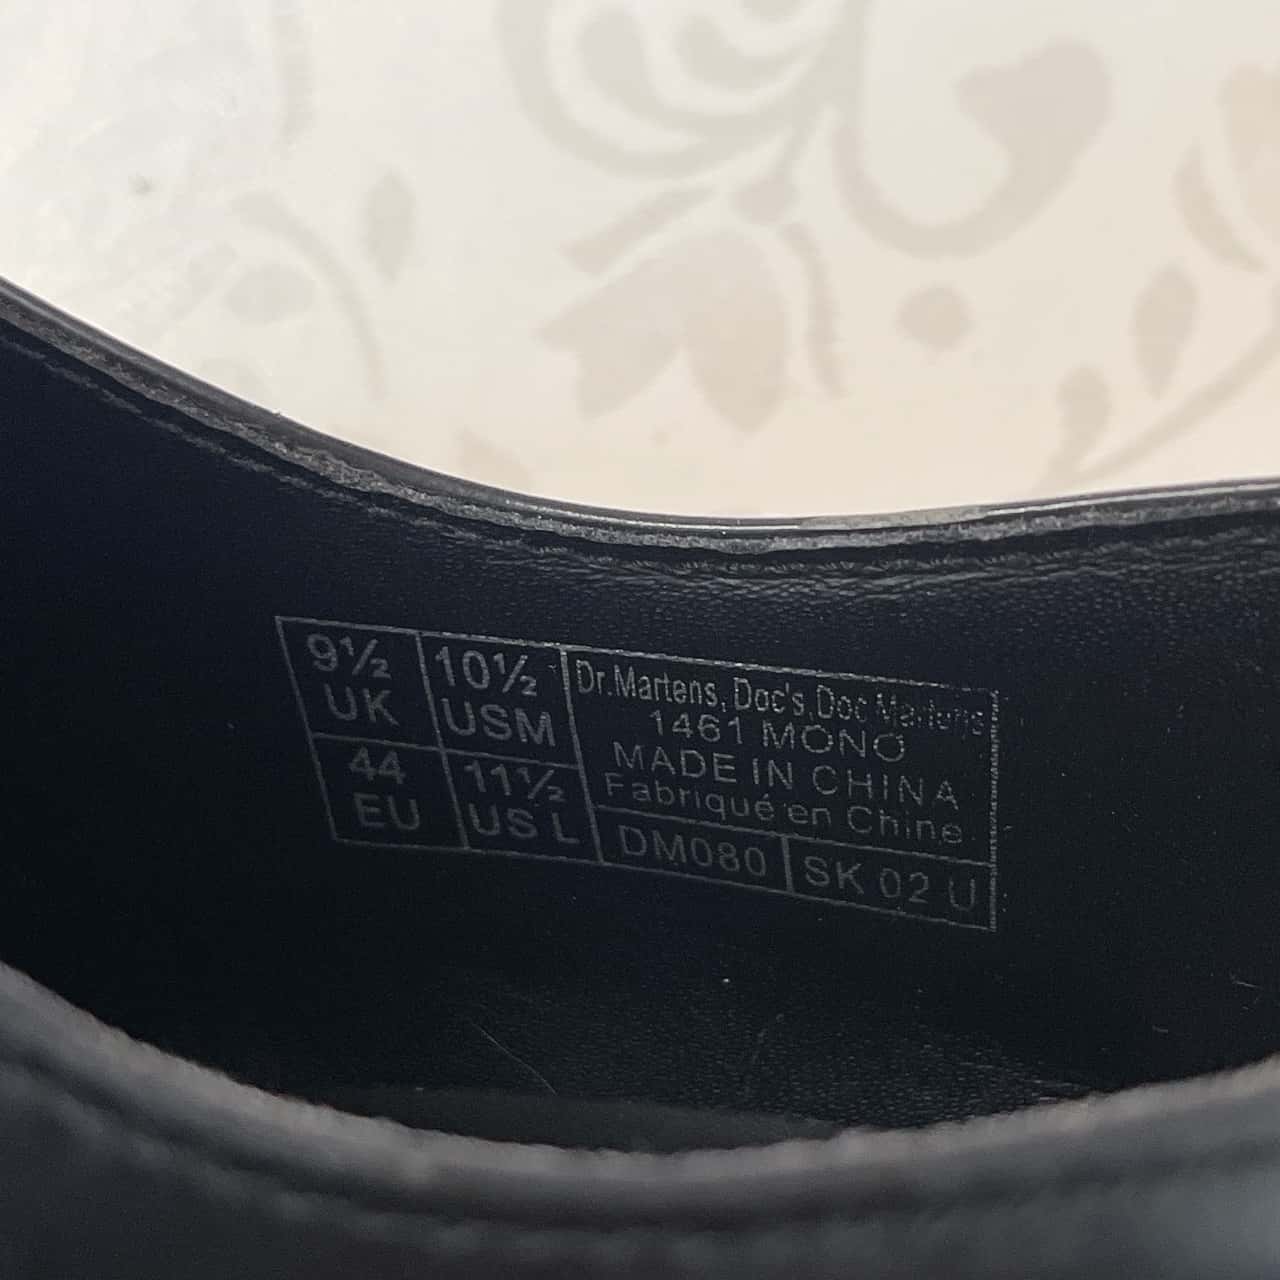 9½ UK
10½ USM
44 EU
11½ US L
Dr.Martens, Doc's, Doc Martens
1461 MONO
MADE IN CHINA
Fabriqué en Chine
DM080
SK 02 U